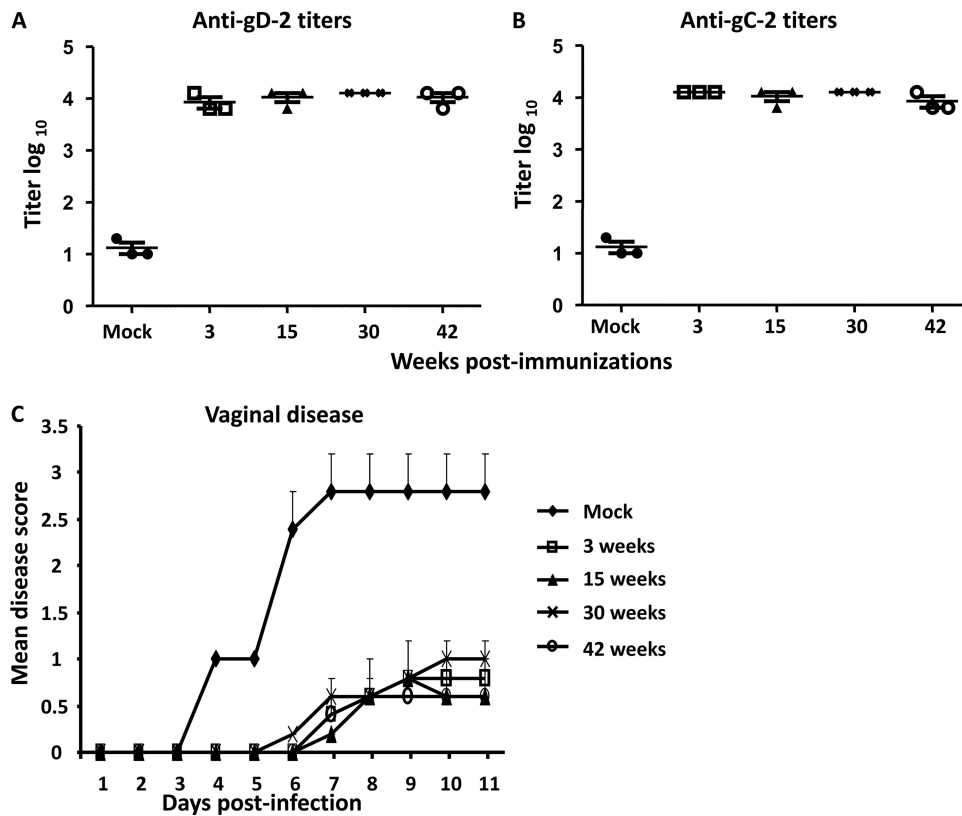 A
Anti-gD-2 titers
Titer log 10
5
4
3
2
1
0
Mock 3 15 30 42
B
Anti-gC-2 titers
Titer log 10
5
4
3
2
1
0
Mock 3 15 30 42
Weeks post-immunizations
C
Vaginal disease
Mean disease score
3.5
3
2.5
2
1.5
1
0.5
0
1 2 3 4 5 6 7 8 9 10 11
Days post-infection
Mock
3 weeks
15 weeks
30 weeks
42 weeks